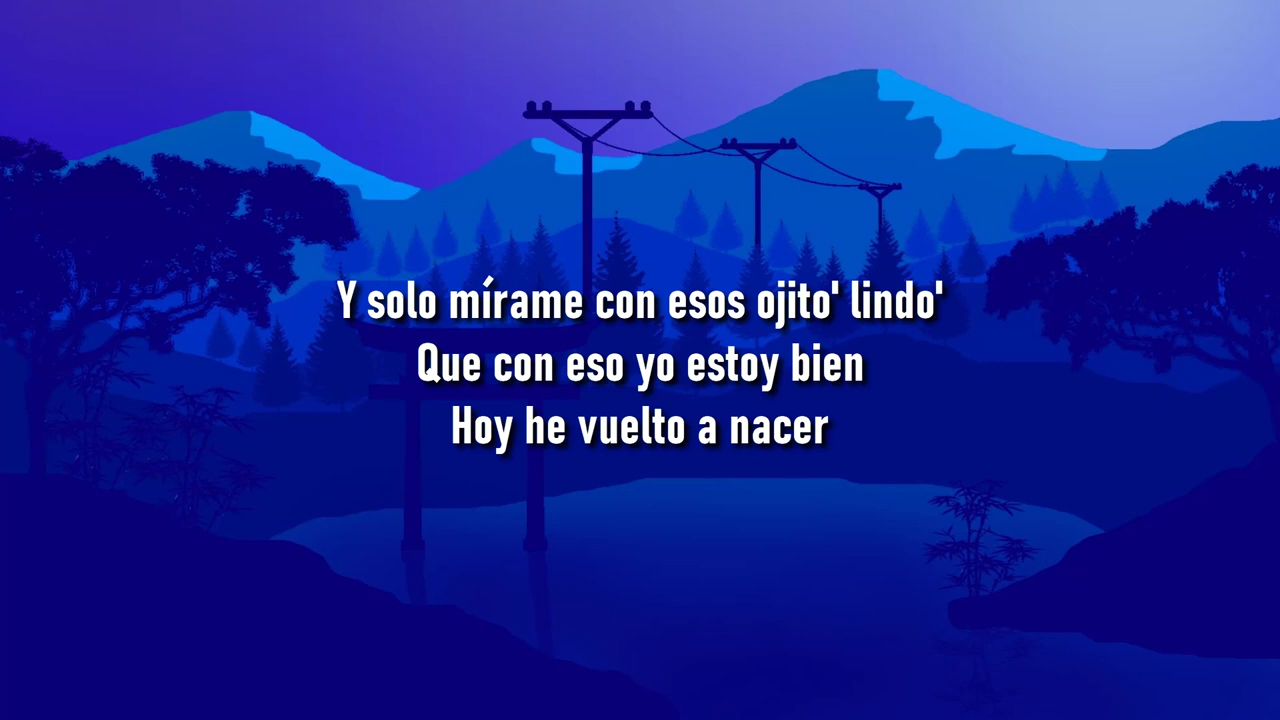 Y solo mírame con esos ojito' lindo'
Que con eso yo estoy bien
Hoy he vuelto a nacer